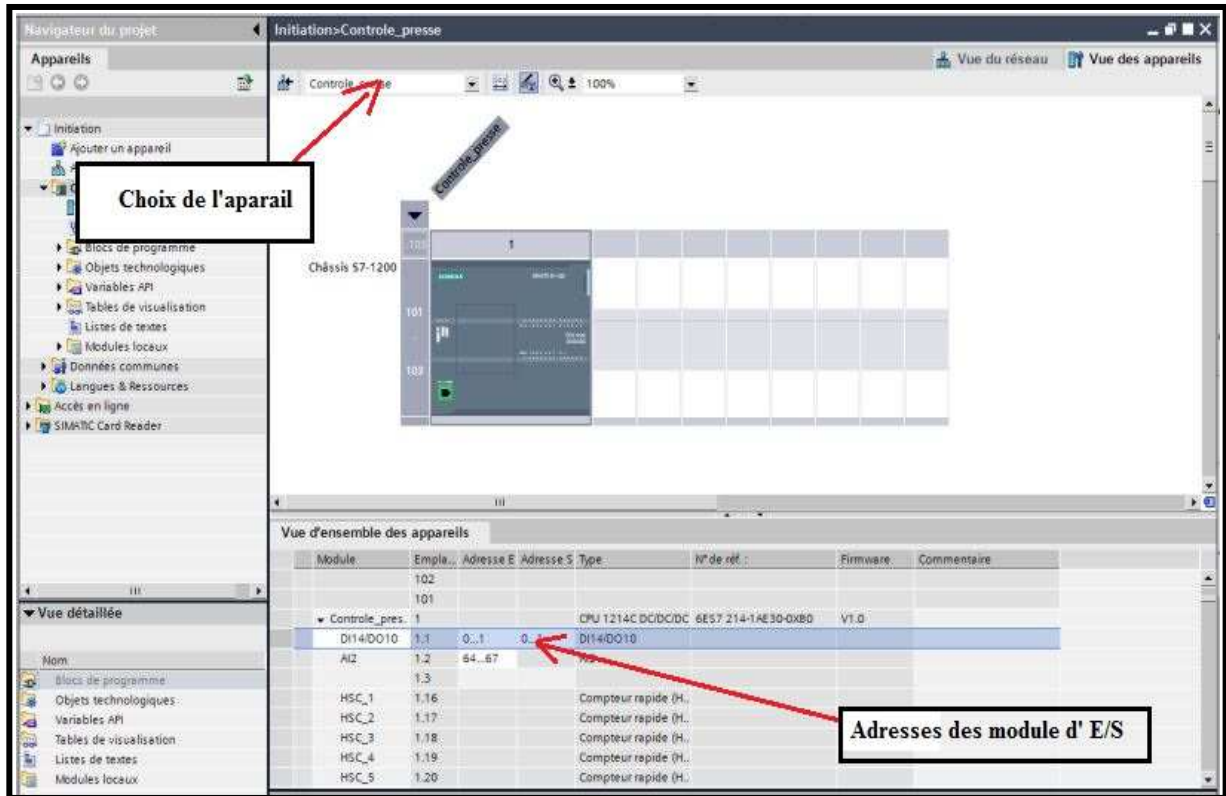 Navigateur du projet
Initiation>Controle_presse
Appareils
Vue du réseau
Vue des appareils
Controle_presse
100%
Initiation
Ajouter un appareil
Choix de l'aparail
Blocs de programme
Objets technologiques
Variables API
Tables de visualisation
Listes de textes
Modules locaux
Données communes
Langues & Ressources
Accès en ligne
SIMATIC Card Reader
Controle_presse
103
1
Châssis S7-1200
SIEMENS
101
103
Vue d'ensemble des appareils
Module Empla.. Adresse E Adresse S Type N° de réf. : Firmware Commentaire
102
101
Controle_pres. 1 CPU 1214C DC/DC/DC 6ES7 214-1AE30-0XB0 V1.0
DI14/DO10 1.1 0...1 DI14/DO10
AI2 1.2 64...67
1.3
HSC_1 1.16 Compteur rapide (H..
HSC_2 1.17 Compteur rapide (H..
HSC_3 1.18 Compteur rapide (H..
HSC_4 1.19 Compteur rapide (H..
HSC_5 1.20 Compteur rapide (H..
Adresses des module d' E/S
Vue détaillée
Nom
Blocs de programme
Objets technologiques
Variables API
Tables de visualisation
Listes de textes
Modules locaux